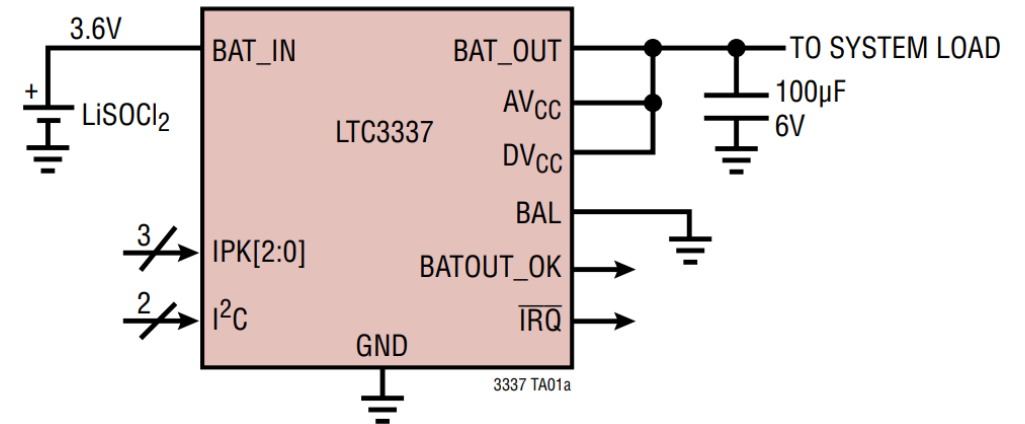 3.6V
BAT_IN
BAT_OUT
TO SYSTEM LOAD
+
LiSOCl₂
LTC3337
AVCC
100µF
6V
DVCC
BAL
3
IPK[2:0]
BATOUT_OK
2
I²C
IRQ
GND
3337 TA01a